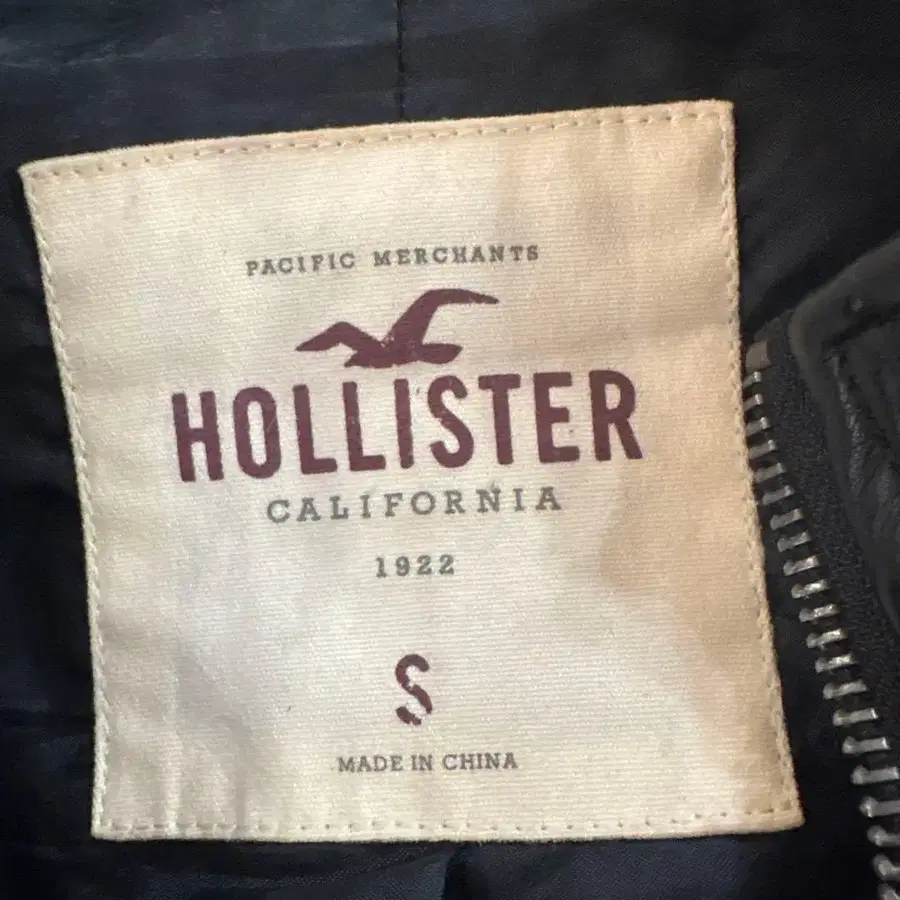 PACIFIC MERCHANTS
HOLLISTER
CALIFORNIA
1922
S
MADE IN CHINA